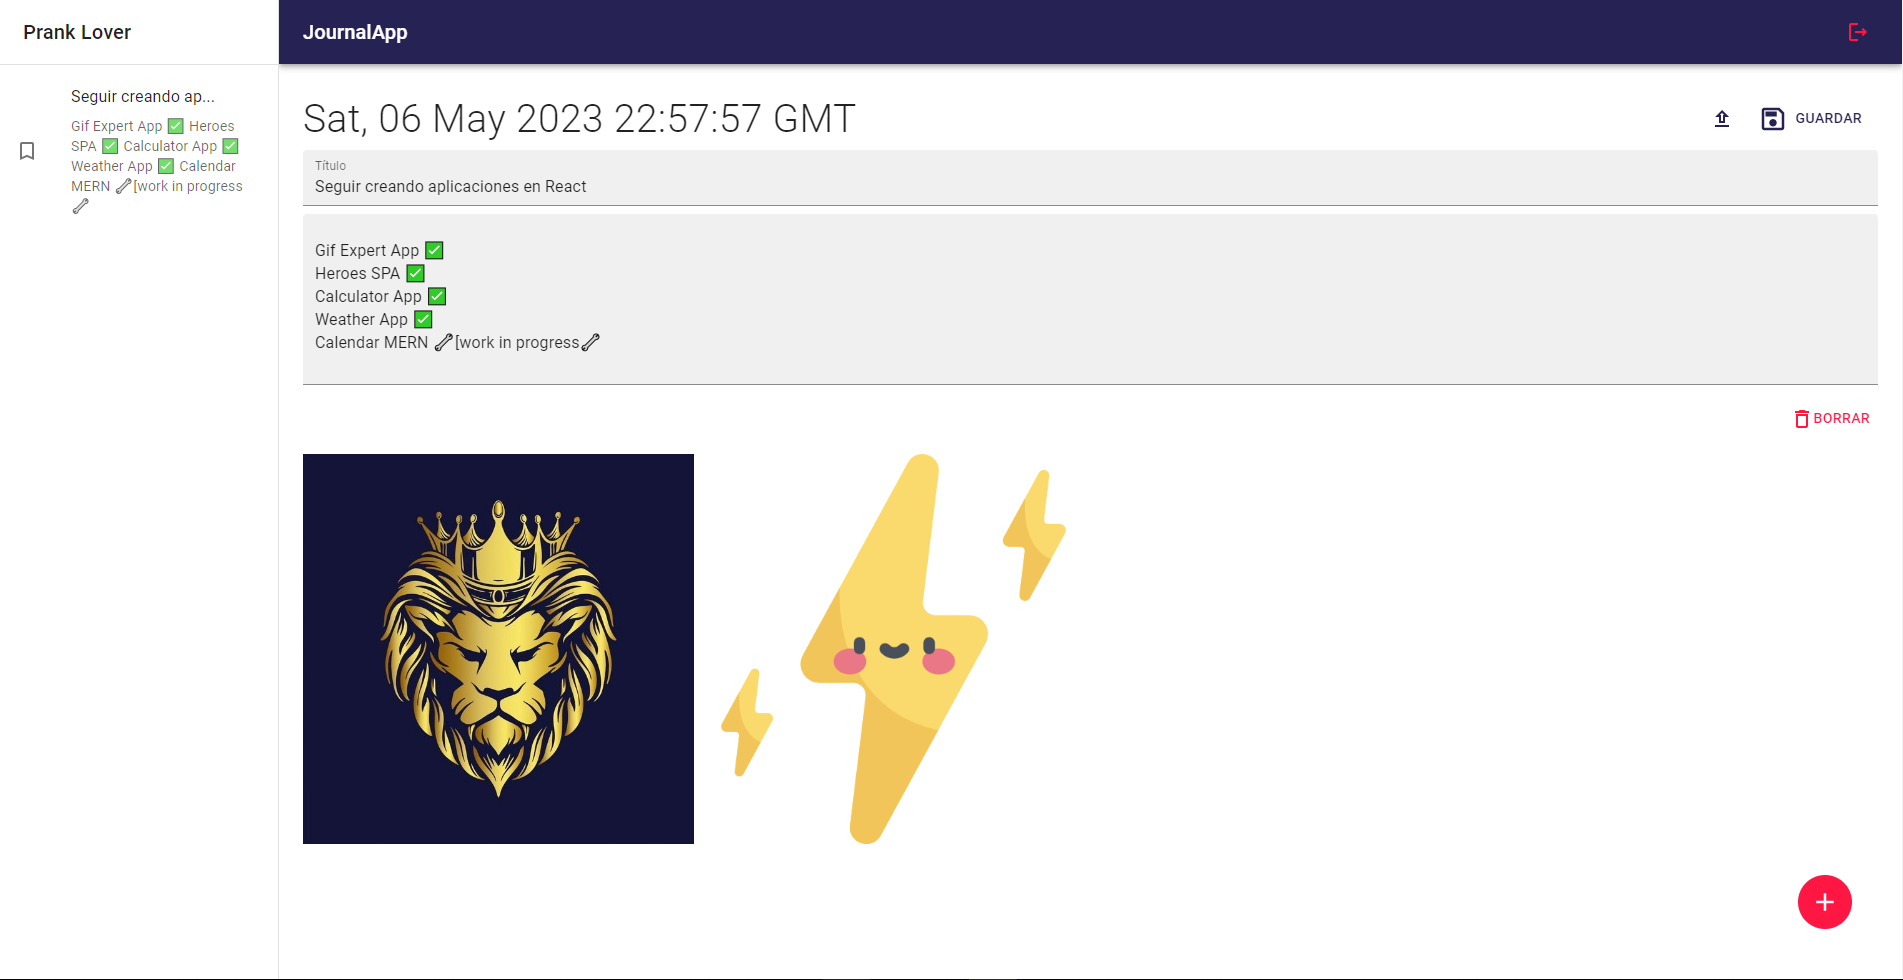 Prank Lover
JournalApp
Seguir creando ap...
Gif Expert App ✅ Heroes
SPA ✅ Calculator App ✅
Weather App ✅ Calendar
MERN 🔧[work in progress
🔧
Sat, 06 May 2023 22:57:57 GMT
GUARDAR
Título
Seguir creando aplicaciones en React
Gif Expert App ✅
Heroes SPA ✅
Calculator App ✅
Weather App ✅
Calendar MERN 🔧[work in progress🔧
BORRAR